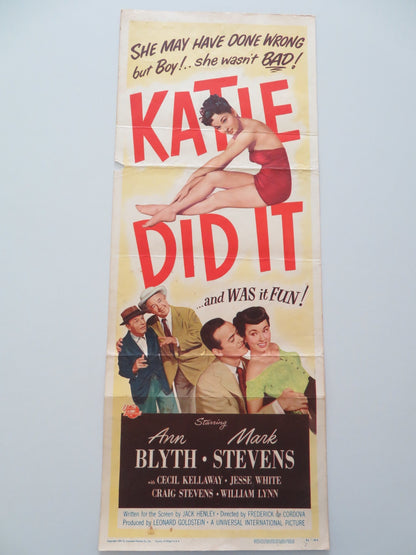 SHE MAY HAVE DONE WRONG
but Boy!.. she wasn't BAD!
KATIE
DID IT
...and WAS it FUN!
Starring
Ann Mark
BLYTH • STEVENS
with CECIL KELLAWAY • JESSE WHITE
CRAIG STEVENS • WILLIAM LYNN
Written for the Screen by JACK HENLEY • Directed by FREDERICK de CORDOVA
Produced by LEONARD GOLDSTEIN • A UNIVERSAL INTERNATIONAL PICTURE